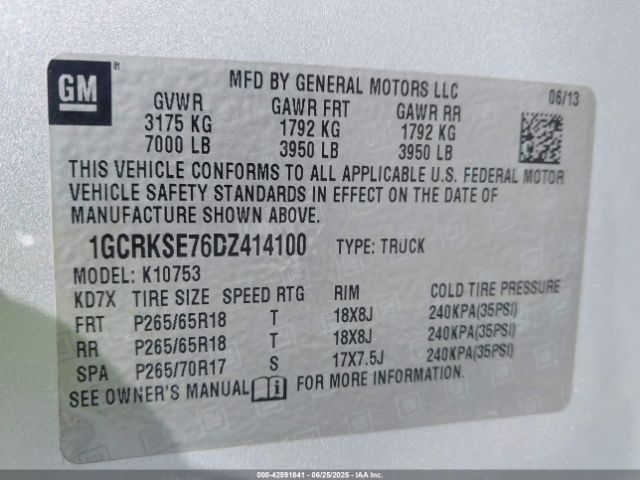 GM®
MFD BY GENERAL MOTORS LLC 06/13
GVWR GAWR FRT GAWR RR
3175 KG 1792 KG 1792 KG
7000 LB 3950 LB 3950 LB
THIS VEHICLE CONFORMS TO ALL APPLICABLE U.S. FEDERAL MOTOR
VEHICLE SAFETY STANDARDS IN EFFECT ON THE DATE OF
MANUFACTURE SHOWN ABOVE.
1GCRKSE76DZ414100 TYPE: TRUCK
MODEL: K10753
KD7X TIRE SIZE SPEED RTG RIM COLD TIRE PRESSURE
FRT P265/65R18 T 18X8J 240KPA(35PSI)
RR P265/65R18 T 18X8J 240KPA(35PSI)
SPA P265/70R17 S 17X7.5J 240KPA(35PSI)
SEE OWNER'S MANUAL FOR MORE INFORMATION.
000-42591841 - 06/25/2025 - IAA Inc.